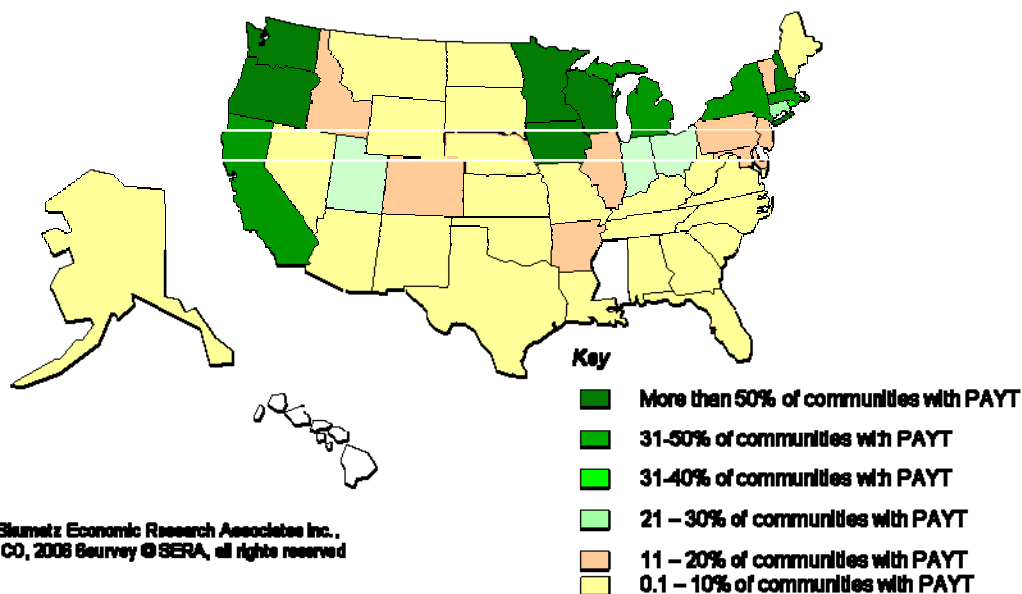 Key
More than 50% of communities with PAYT
31-50% of communities with PAYT
31-40% of communities with PAYT
21 – 30% of communities with PAYT
11 – 20% of communities with PAYT
0.1 – 10% of communities with PAYT
Skumatz Economic Research Associates Inc.,
CO, 2006 Seurvey © SERA, all rights reserved